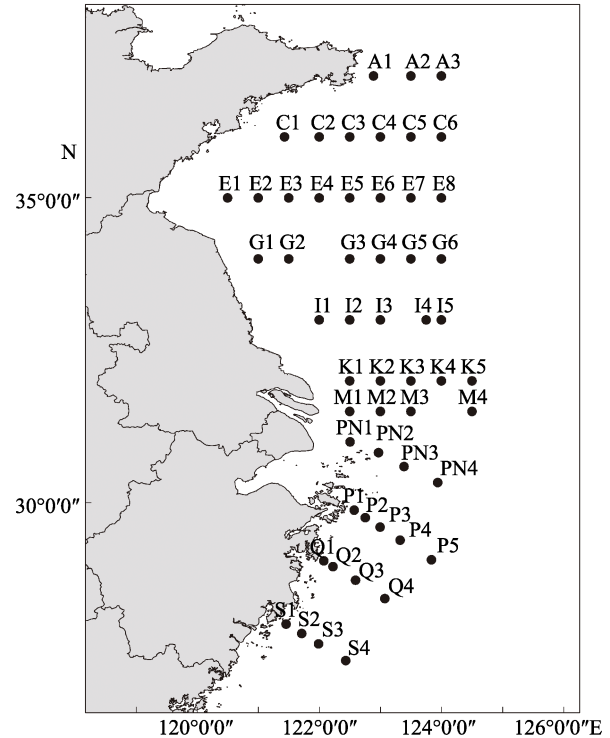 A1 A2 A3
C1 C2 C3 C4 C5 C6
N
E1 E2 E3 E4 E5 E6 E7 E8
35°0′0″
G1 G2 G3 G4 G5 G6
I1 I2 I3 I4 I5
K1 K2 K3 K4 K5
M1 M2 M3 M4
PN1 PN2
PN3
PN4
30°0′0″
P1 P2 P3
P4
P5
Q1 Q2
Q3
Q4
S1 S2
S3
S4
120°0′0″ 122°0′0″ 124°0′0″ 126°0′0″E